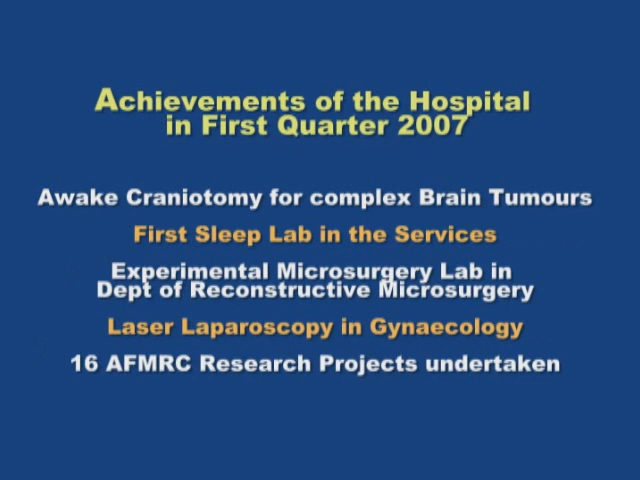 Achievements of the Hospital
in First Quarter 2007
Awake Craniotomy for complex Brain Tumours
First Sleep Lab in the Services
Experimental Microsurgery Lab in
Dept of Reconstructive Microsurgery
Laser Laparoscopy in Gynaecology
16 AFMRC Research Projects undertaken